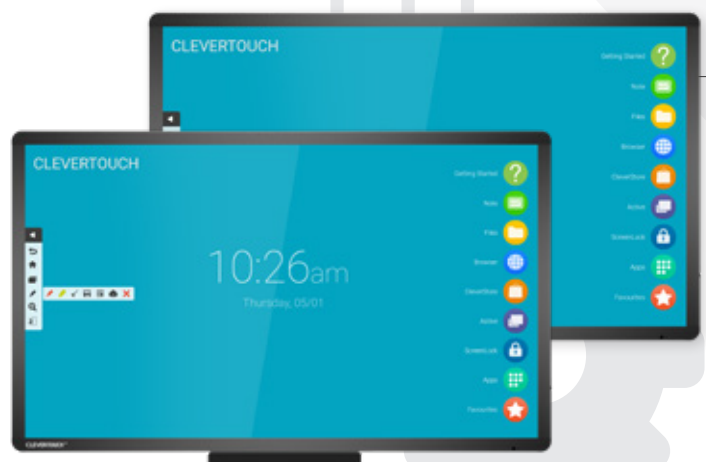 CLEVERTOUCH
Getting Started
Note
Files
Browser
CleverStore
Active
ScreenLock
Apps
Favourites
CLEVERTOUCH
10:26am
Thursday, 05/01
Getting Started
Note
Files
Browser
CleverStore
Active
ScreenLock
Apps
Favourites
CLEVERTOUCH